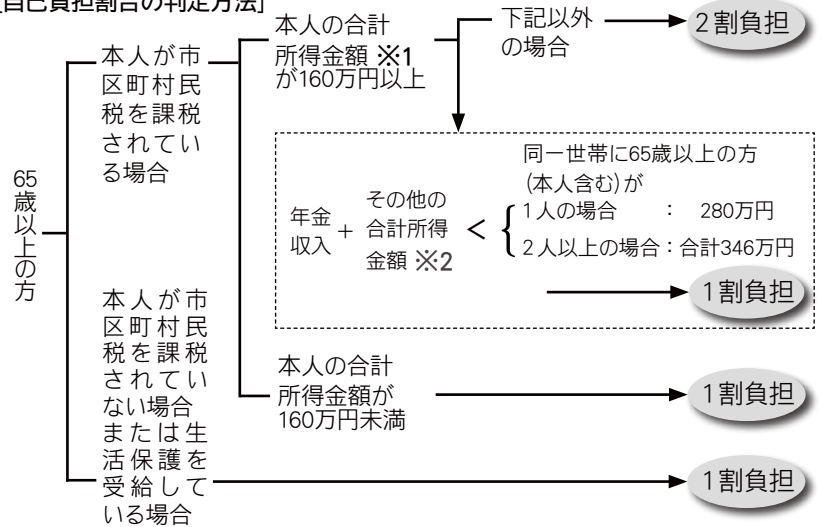 自己負担割合の判定方法]
65歳以上の方
本人が市
区町村民
税を課税
されてい
る場合
本人の合計
所得金額 ※1
が160万円以上
下記以外
の場合
2割負担
年金
収入
+
その他の
合計所得
金額 ※2
<
{
同一世帯に65歳以上の方
(本人含む)が
1人の場合 : 280万円
2人以上の場合：合計346万円
1割負担
本人の合計
所得金額が
160万円未満
1割負担
本人が市
区町村民
税を課税
されてい
ない場合
または生
活保護を
受給して
いる場合
1割負担